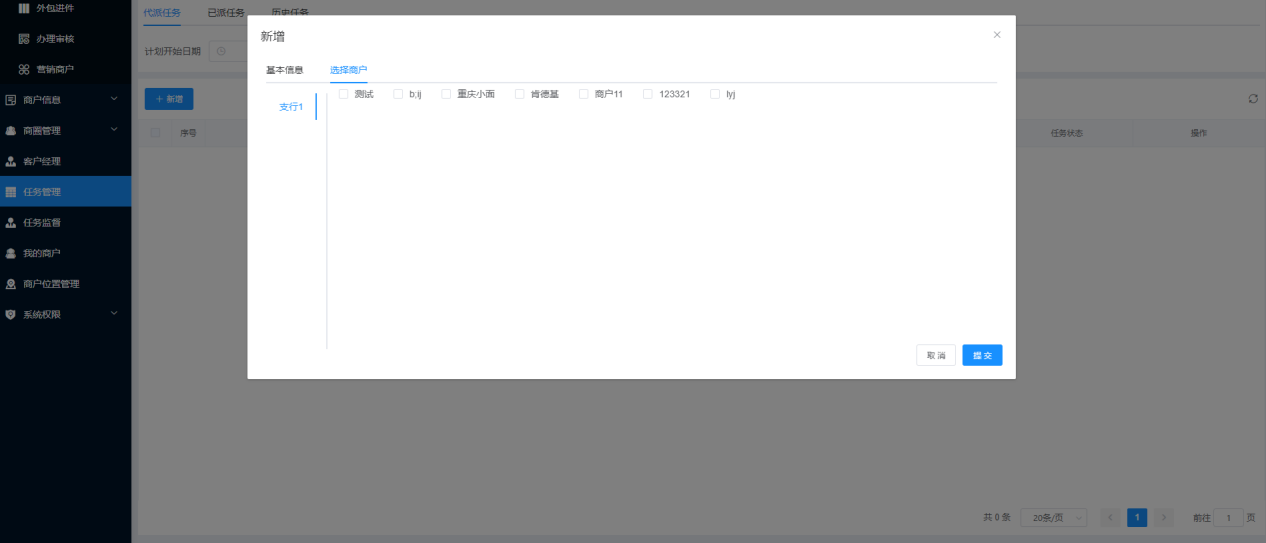 外包进件
办理审核
营销商户
商户信息
商圈管理
客户经理
任务管理
任务监督
我的商户
商户位置管理
系统权限
代派任务 已派任务 历史任务
计划开始日期
+ 新增
序号 任务状态 操作
新增
基本信息 选择商户
支行1
测试 b;ij 重庆小面 肯德基 商户11 123321 lyj
取 消 提 交
共 0 条 20条/页 1 前往 1 页